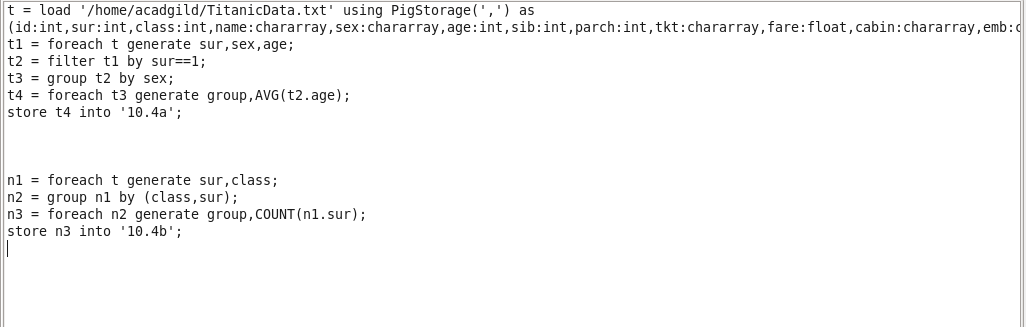 t = load '/home/acadgild/TitanicData.txt' using PigStorage(',') as
(id:int,sur:int,class:int,name:chararray,sex:chararray,age:int,sib:int,parch:int,tkt:chararray,fare:float,cabin:chararray,emb:c
t1 = foreach t generate sur,sex,age;
t2 = filter t1 by sur==1;
t3 = group t2 by sex;
t4 = foreach t3 generate group,AVG(t2.age);
store t4 into '10.4a';
n1 = foreach t generate sur,class;
n2 = group n1 by (class,sur);
n3 = foreach n2 generate group,COUNT(n1.sur);
store n3 into '10.4b';